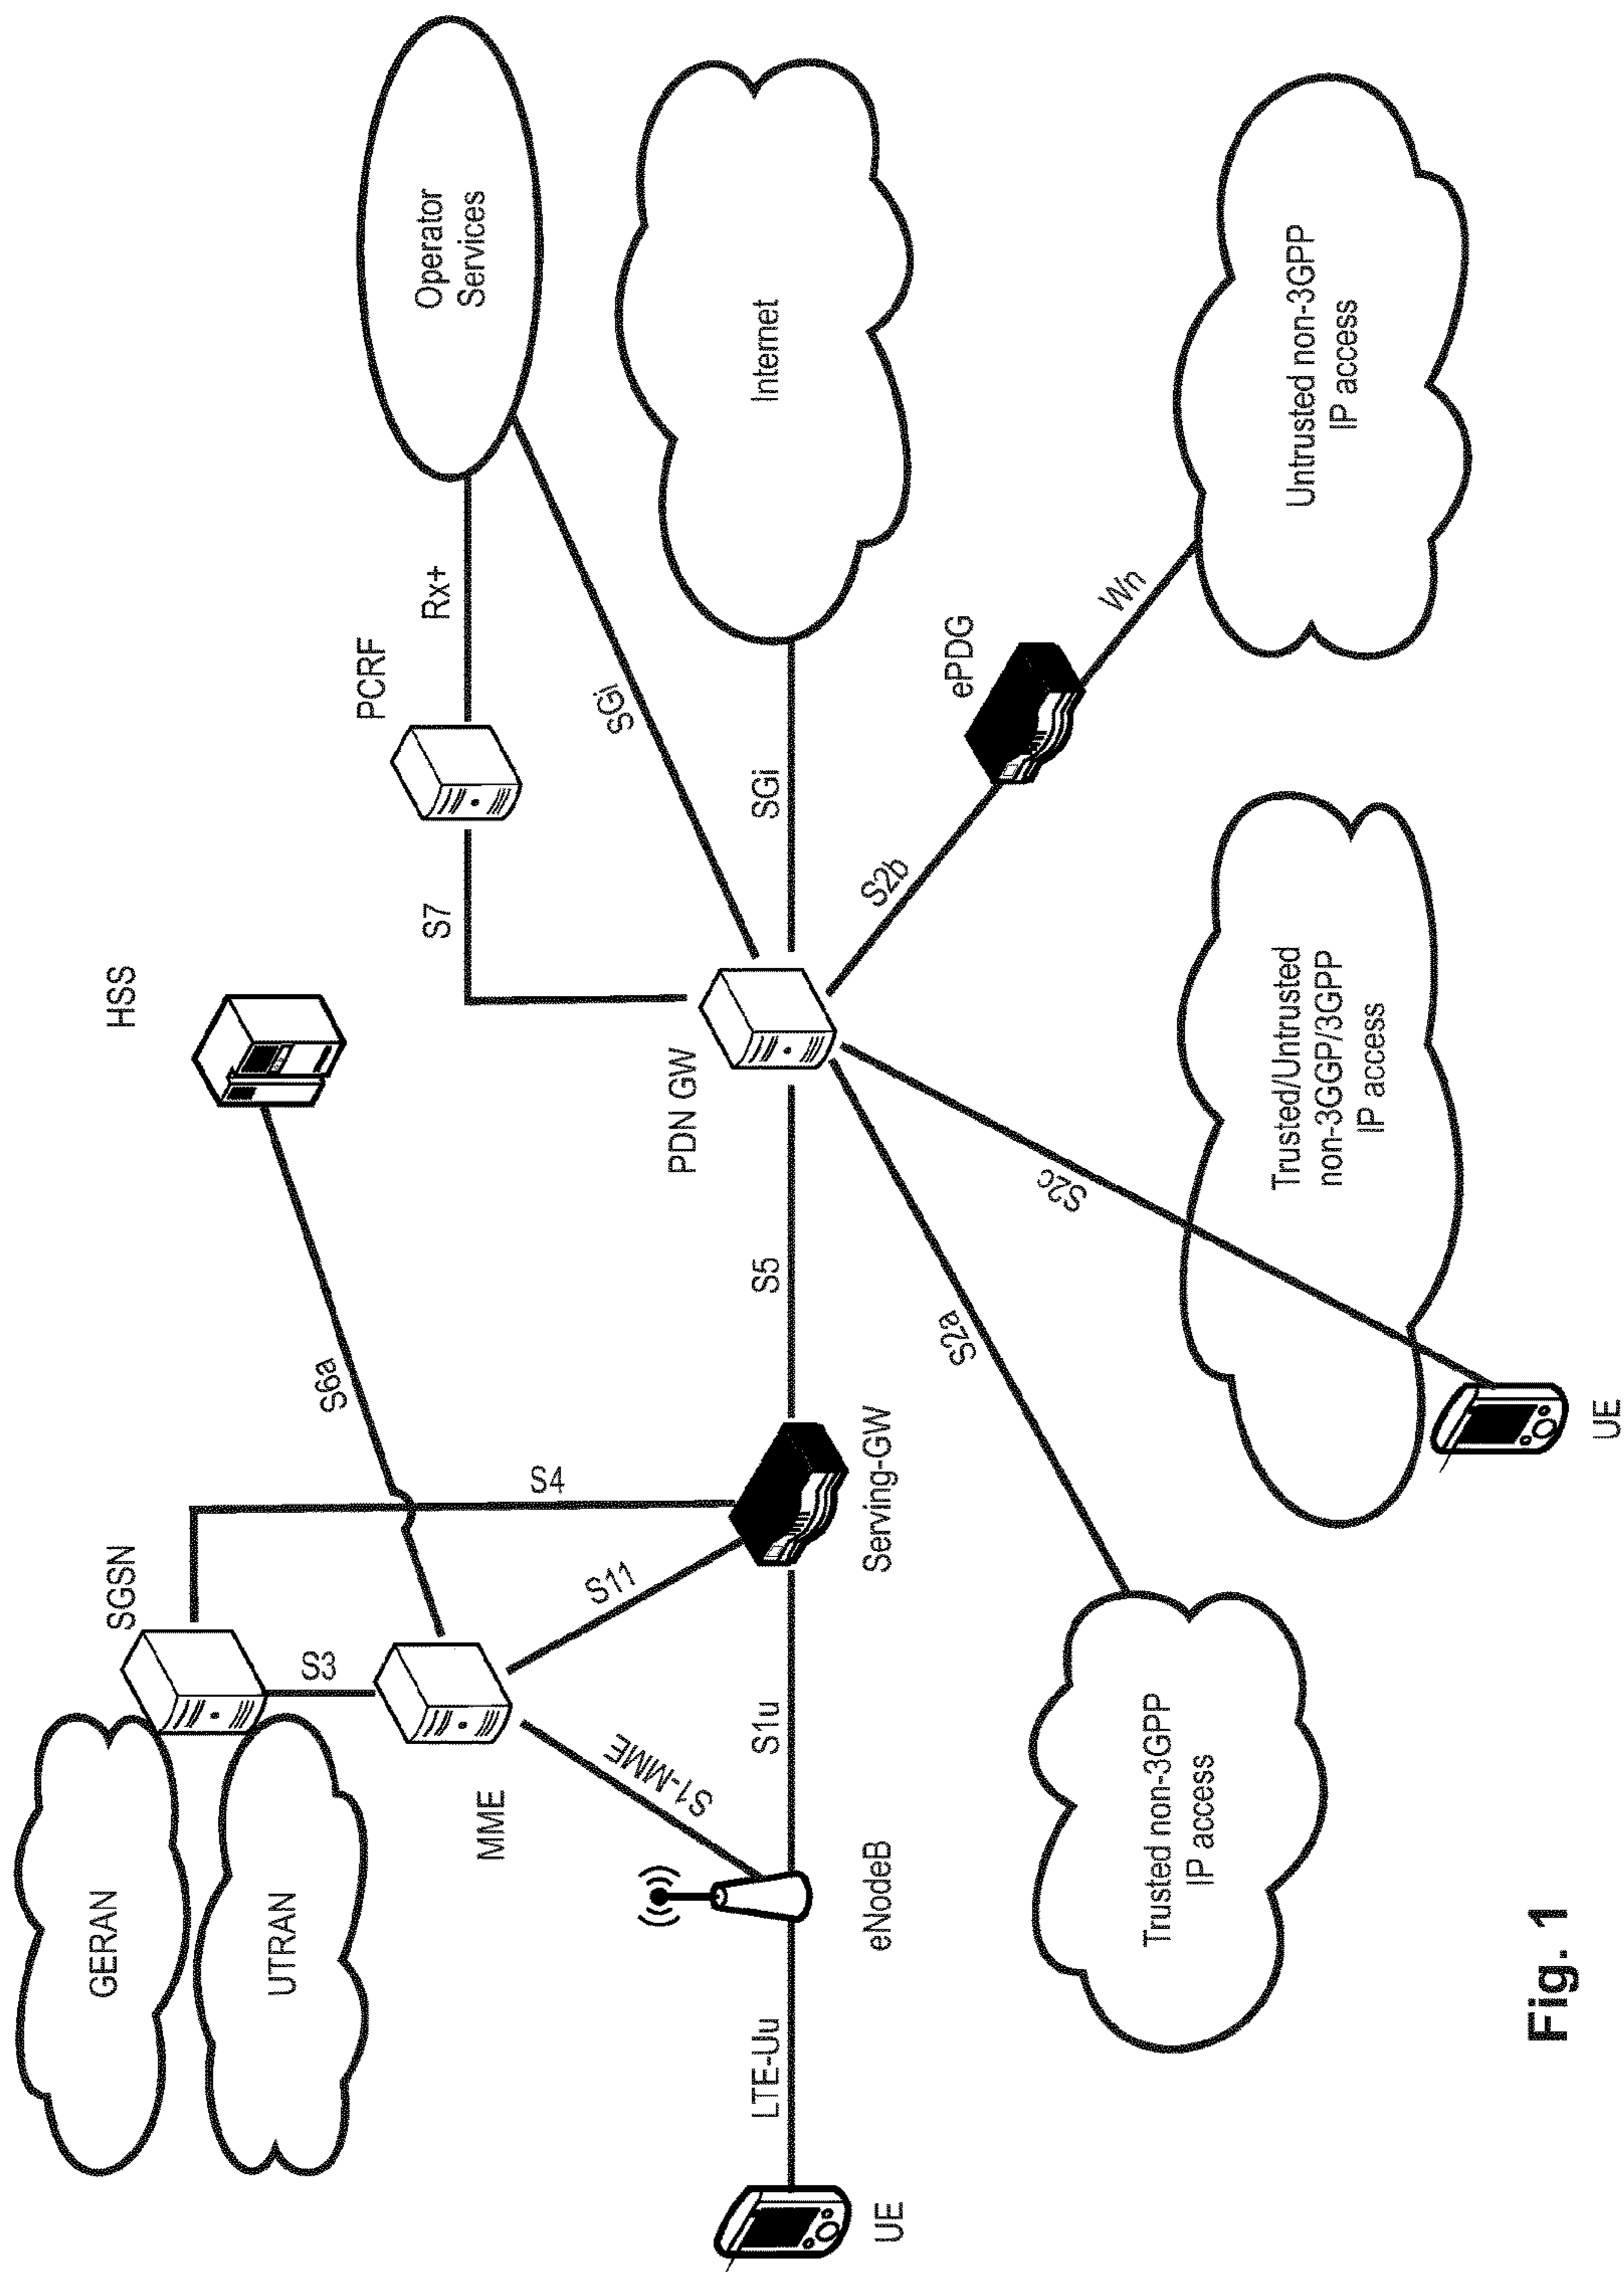 GERAN
UTRAN
SGSN
HSS
S3
S4
S6a
MME
S11
S1-MME
S7
PCRF
Rx+
Operator
Services
SGi
Internet
SGi
PDN GW
S5
Serving-GW
S1u
eNodeB
LTE-Uu
UE
S2a
S2b
S2c
ePDG
Wn
Trusted non-3GPP
IP access
Trusted/Untrusted
non-3GGP/3GPP
IP access
Untrusted non-3GPP
IP access
UE
Fig. 1